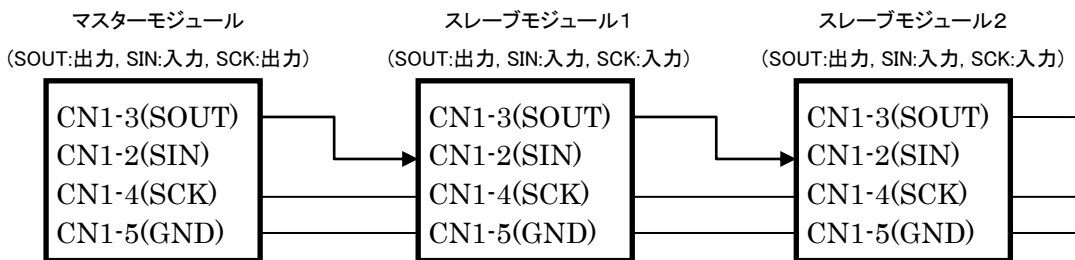 マスターモジュール
(SOUT:出力, SIN:入力, SCK:出力)
CN1-3(SOUT)
CN1-2(SIN)
CN1-4(SCK)
CN1-5(GND)
スレーブモジュール1
(SOUT:出力, SIN:入力, SCK:入力)
CN1-3(SOUT)
CN1-2(SIN)
CN1-4(SCK)
CN1-5(GND)
スレーブモジュール2
(SOUT:出力, SIN:入力, SCK:入力)
CN1-3(SOUT)
CN1-2(SIN)
CN1-4(SCK)
CN1-5(GND)